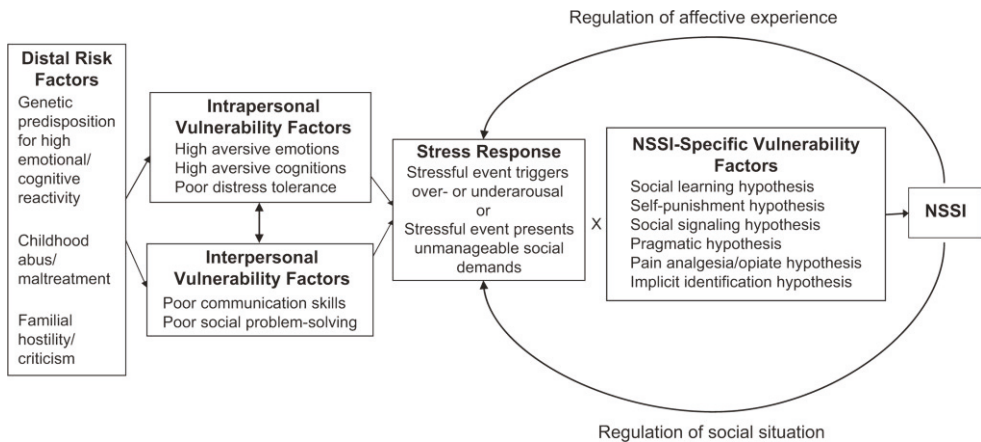 Regulation of affective experience
Distal Risk
Factors
Genetic
predisposition
for high
emotional/
cognitive
reactivity
Childhood
abus/
maltreatment
Familial
hostility/
criticism
Intrapersonal
Vulnerability Factors
High aversive emotions
High aversive cognitions
Poor distress tolerance
Interpersonal
Vulnerability Factors
Poor communication skills
Poor social problem-solving
Stress Response
Stressful event triggers
over- or underarousal
or
Stressful event presents
unmanageable social
demands
X
NSSI-Specific Vulnerability
Factors
Social learning hypothesis
Self-punishment hypothesis
Social signaling hypothesis
Pragmatic hypothesis
Pain analgesia/opiate hypothesis
Implicit identification hypothesis
NSSI
Regulation of social situation